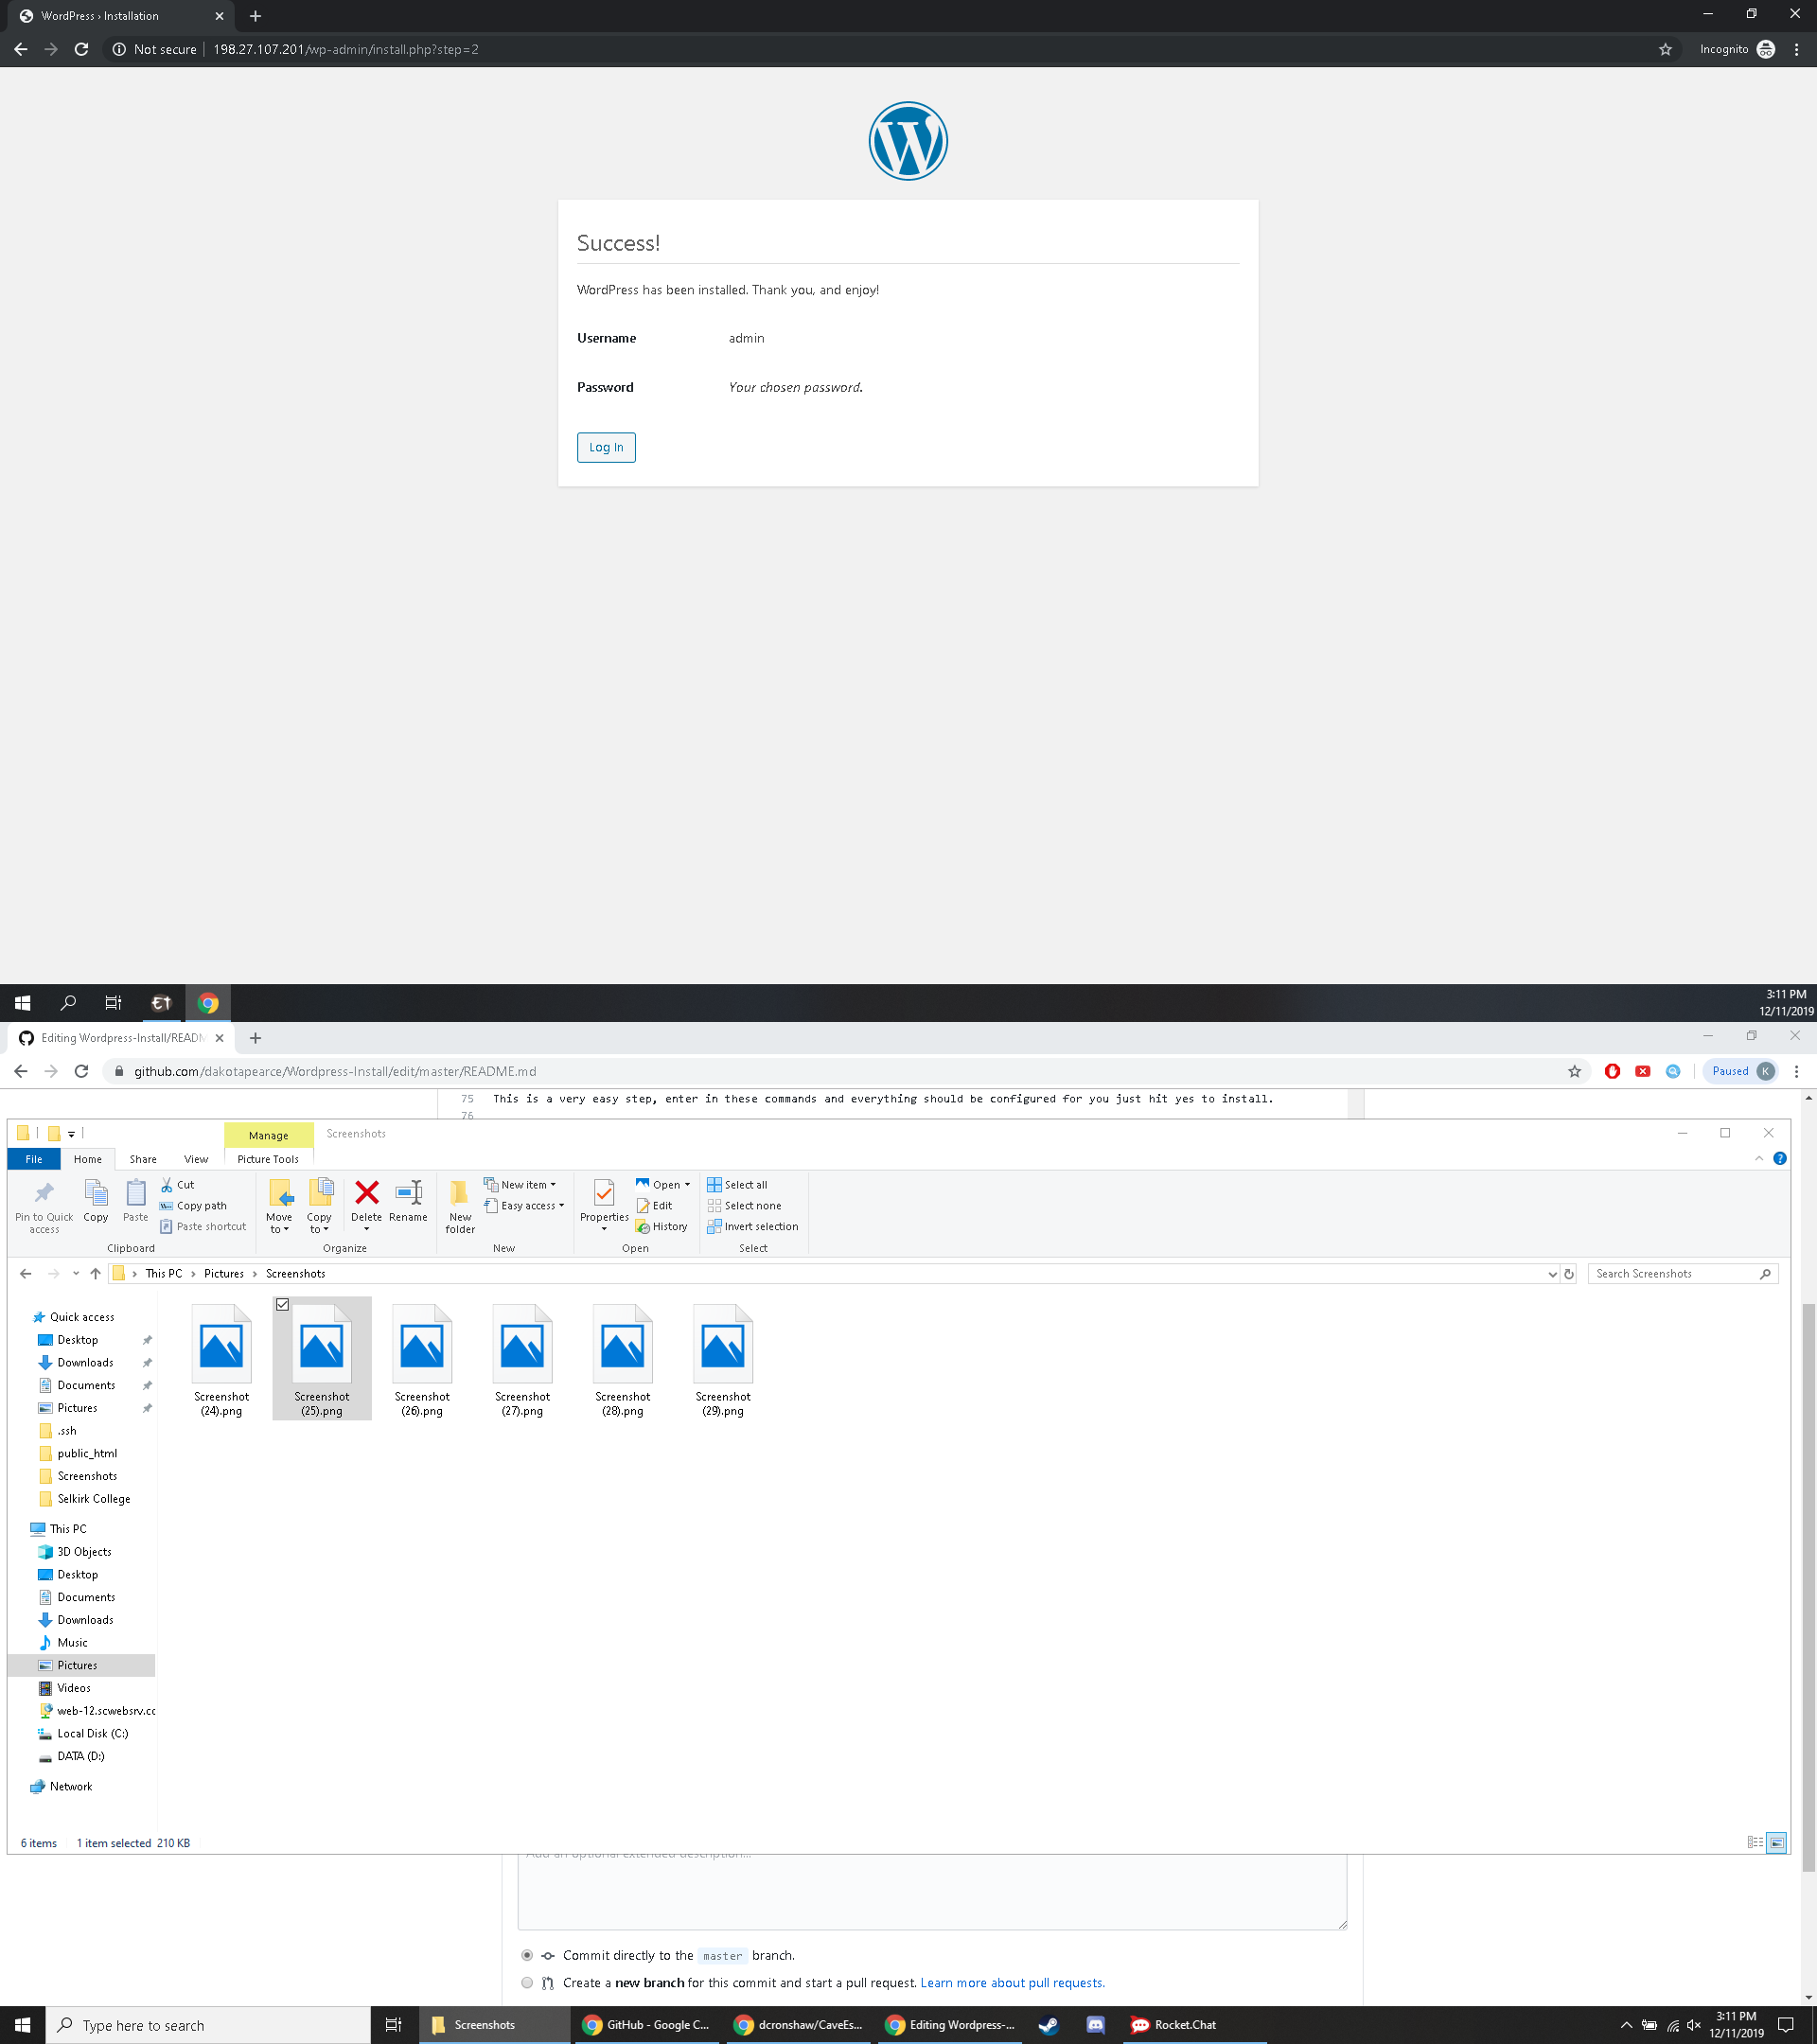 WordPress › Installation
Not secure 198.27.107.201/wp-admin/install.php?step=2
Incognito
Success!
WordPress has been installed. Thank you, and enjoy!
Username admin
Password Your chosen password.
Log In
3:11 PM
12/11/2019
Editing Wordpress-Install/READM
github.com/dakotapearce/Wordpress-Install/edit/master/README.md
Paused K
75 This is a very easy step, enter in these commands and everything should be configured for you just hit yes to install.
76
Manage Screenshots
File Home Share View Picture Tools
Pin to Quick access
Copy
Paste
Cut
Copy path
Paste shortcut
Clipboard
Move to
Copy to
Delete
Rename
Organize
New folder
New item
Easy access
New
Properties
Open
Edit
History
Open
Select all
Select none
Invert selection
Select
This PC › Pictures › Screenshots
Search Screenshots
Quick access
Desktop
Downloads
Documents
Pictures
.ssh
public_html
Screenshots
Selkirk College
This PC
3D Objects
Desktop
Documents
Downloads
Music
Pictures
Videos
web-12.scwebsrv.cc
Local Disk (C:)
DATA (D:)
Network
Screenshot (24).png
Screenshot (25).png
Screenshot (26).png
Screenshot (27).png
Screenshot (28).png
Screenshot (29).png
6 items 1 item selected 210 KB
Add an optional extended description...
Commit directly to the master branch.
Create a new branch for this commit and start a pull request. Learn more about pull requests.
Type here to search
Screenshots
GitHub - Google C...
dcronshaw/CaveEs...
Editing Wordpress-...
Rocket.Chat
3:11 PM
12/11/2019